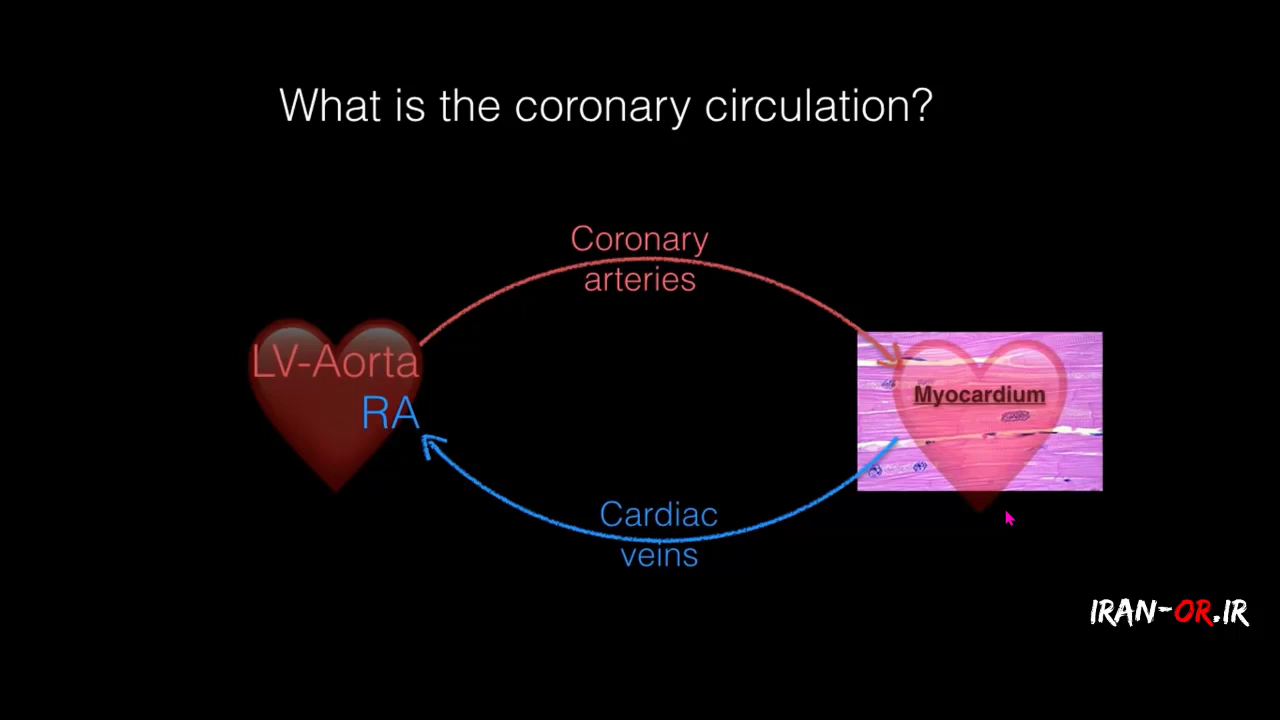 What is the coronary circulation?
Coronary
arteries
LV-Aorta
RA
Myocardium
Cardiac
veins
IRAN-OR.IR